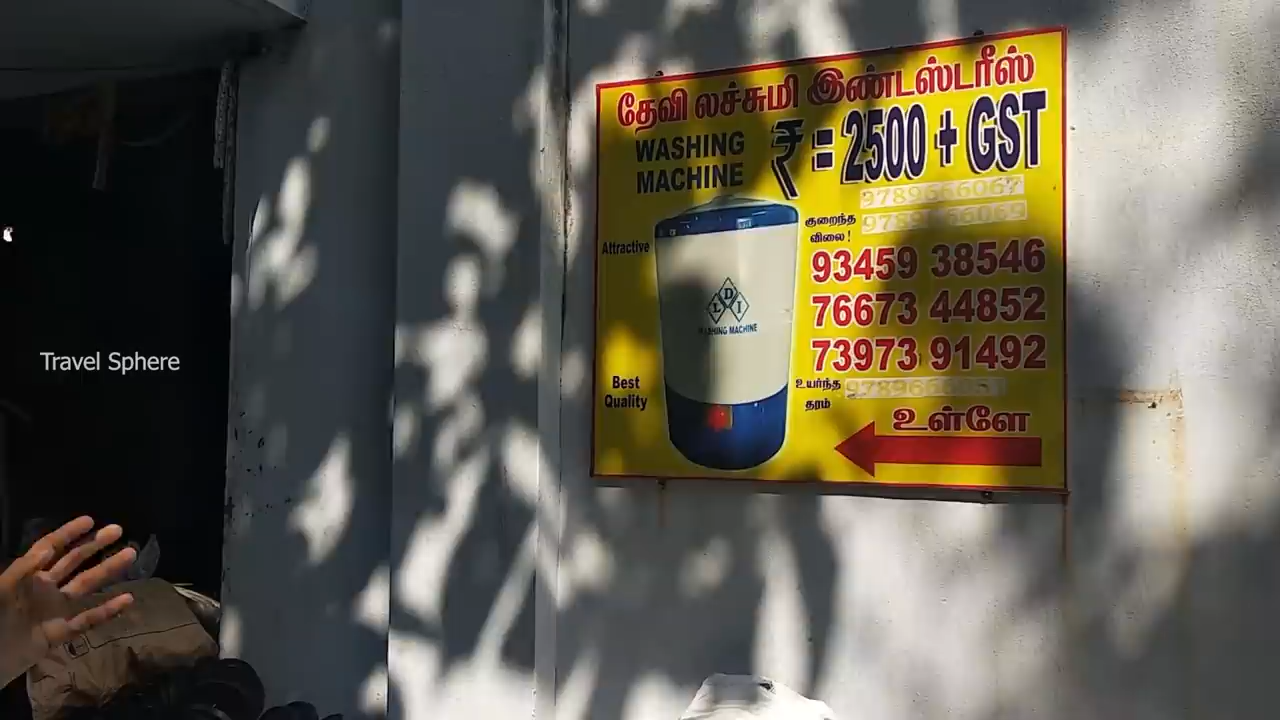 தேவி லச்சுமி இண்டஸ்டரீஸ்
WASHING
MACHINE
₹ = 2500 + GST
9789666067
குறைந்த
விலை !
93459 38546
76673 44852
73973 91492
Attractive
L D I
WASHING MACHINE
Best
Quality
உயர்ந்த
தரம்
உள்ளே
Travel Sphere